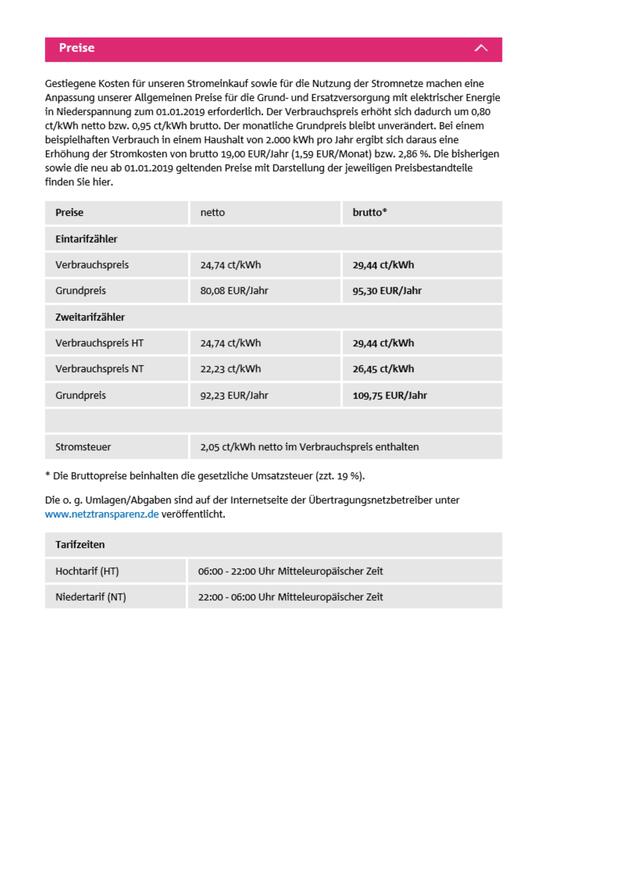 Preise
Gestiegene Kosten für unseren Stromeinkauf sowie für die Nutzung der Stromnetze machen eine
Anpassung unserer Allgemeinen Preise für die Grund- und Ersatzversorgung mit elektrischer Energie
in Niederspannung zum 01.01.2019 erforderlich. Der Verbrauchspreis erhöht sich dadurch um 0,80
ct/kWh netto bzw. 0,95 ct/kWh brutto. Der monatliche Grundpreis bleibt unverändert. Bei einem
beispielhaften Verbrauch in einem Haushalt von 2.000 kWh pro Jahr ergibt sich daraus eine
Erhöhung der Stromkosten von brutto 19,00 EUR/Jahr (1,59 EUR/Monat) bzw. 2,86 %. Die bisherigen
sowie die neu ab 01.01.2019 geltenden Preise mit Darstellung der jeweiligen Preisbestandteile
finden Sie hier.
Preise netto brutto*
Eintarifzähler
Verbrauchspreis 24,74 ct/kWh 29,44 ct/kWh
Grundpreis 80,08 EUR/Jahr 95,30 EUR/Jahr
Zweitarifzähler
Verbrauchspreis HT 24,74 ct/kWh 29,44 ct/kWh
Verbrauchspreis NT 22,23 ct/kWh 26,45 ct/kWh
Grundpreis 92,23 EUR/Jahr 109,75 EUR/Jahr
Stromsteuer 2,05 ct/kWh netto im Verbrauchspreis enthalten
* Die Bruttopreise beinhalten die gesetzliche Umsatzsteuer (zzt. 19 %).
Die o. g. Umlagen/Abgaben sind auf der Internetseite der Übertragungsnetzbetreiber unter
www.netztransparenz.de veröffentlicht.
Tarifzeiten
Hochtarif (HT) 06:00 - 22:00 Uhr Mitteleuropäischer Zeit
Niedertarif (NT) 22:00 - 06:00 Uhr Mitteleuropäischer Zeit